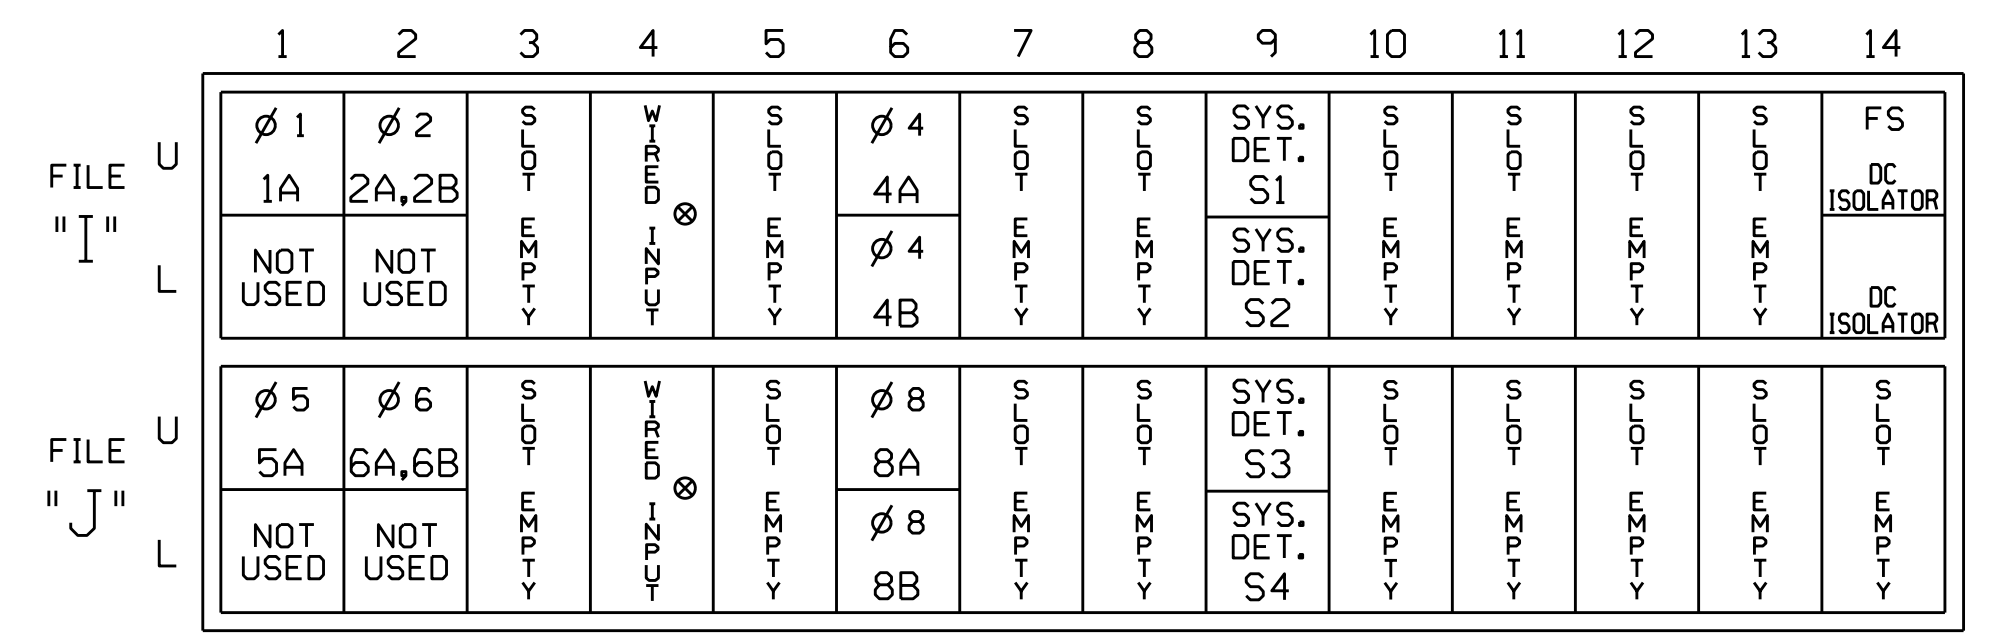 1 2 3 4 5 6 7 8 9 10 11 12 13 14
FILE "I"
U
L
ø 1
1A
NOT
USED
ø 2
2A,2B
NOT
USED
SLOT EMPTY
WIRED INPUT
SLOT EMPTY
ø 4
4A
ø 4
4B
SLOT EMPTY
SLOT EMPTY
SYS.
DET.
S1
SYS.
DET.
S2
SLOT EMPTY
SLOT EMPTY
SLOT EMPTY
SLOT EMPTY
FS
DC
ISOLATOR
DC
ISOLATOR
FILE "J"
U
L
ø 5
5A
NOT
USED
ø 6
6A,6B
NOT
USED
SLOT EMPTY
WIRED INPUT
SLOT EMPTY
ø 8
8A
ø 8
8B
SLOT EMPTY
SLOT EMPTY
SYS.
DET.
S3
SYS.
DET.
S4
SLOT EMPTY
SLOT EMPTY
SLOT EMPTY
SLOT EMPTY
SLOT EMPTY